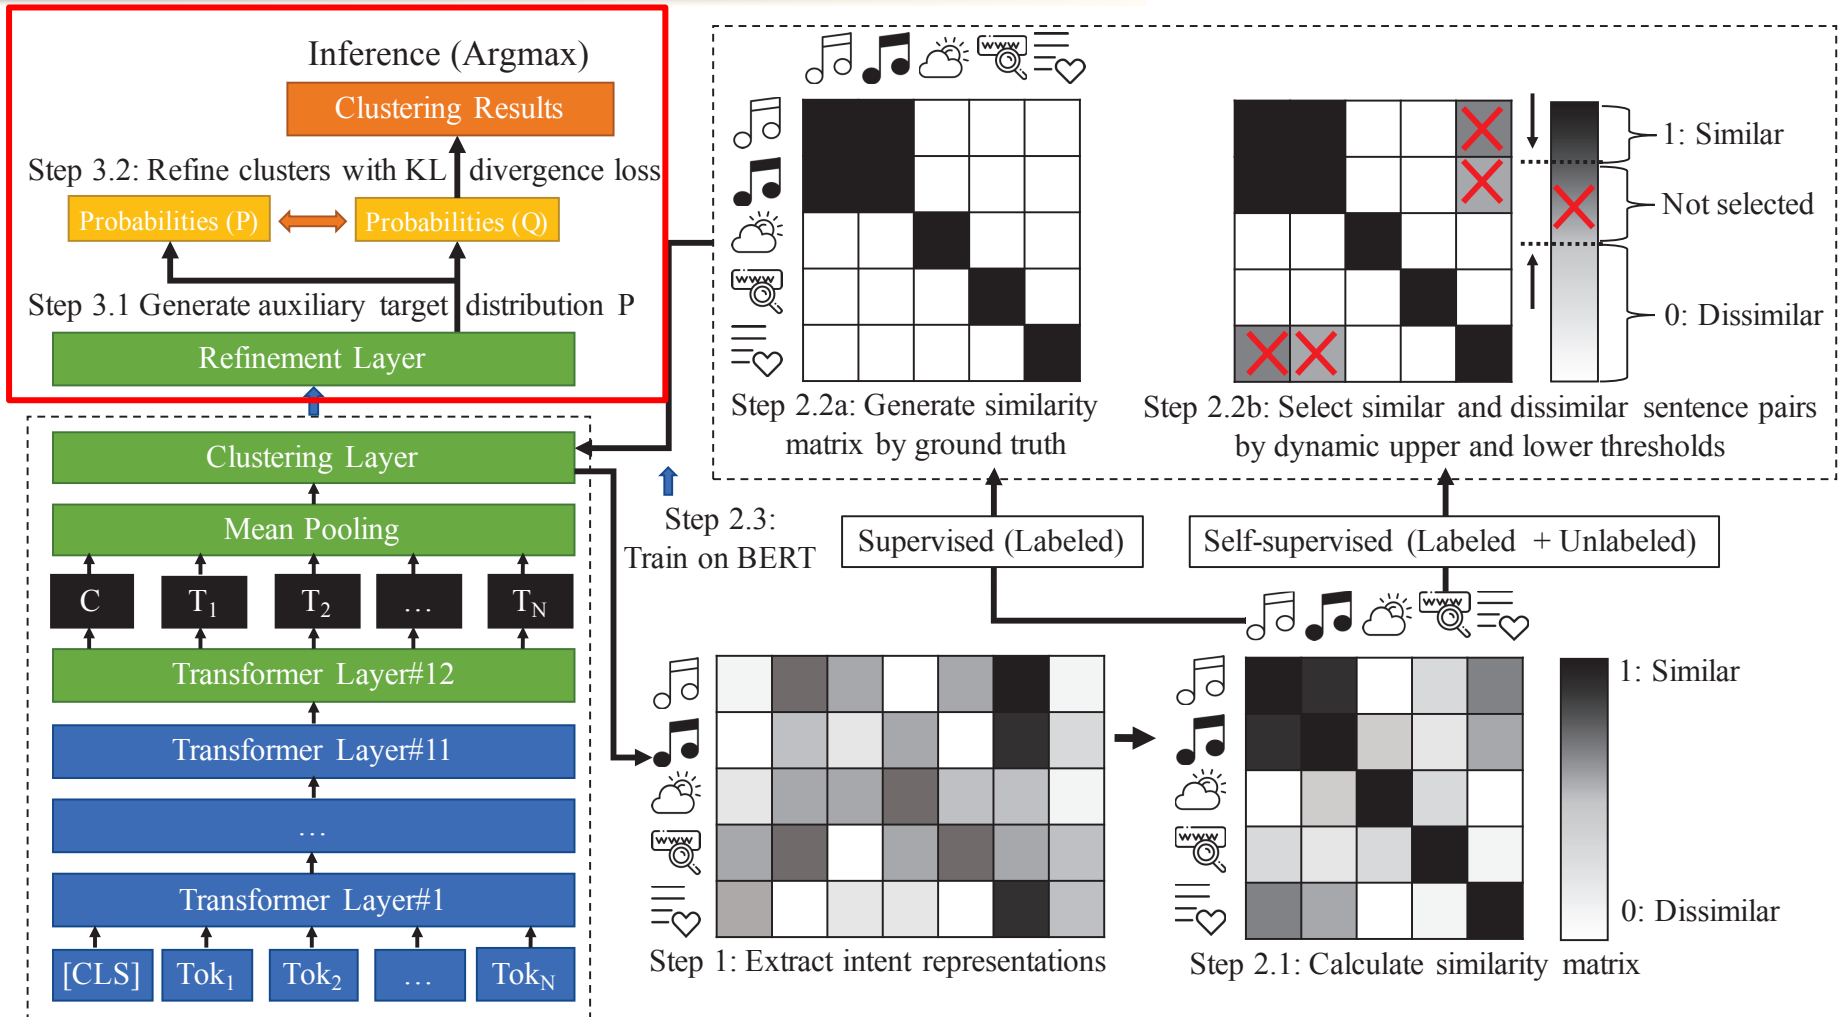 Inference (Argmax)
Clustering Results
Step 3.2: Refine clusters with KL divergence loss
Probabilities (P)
Probabilities (Q)
Step 3.1 Generate auxiliary target distribution P
Refinement Layer
Clustering Layer
Mean Pooling
C
T1
T2
...
TN
Transformer Layer#12
Transformer Layer#11
...
Transformer Layer#1
[CLS]
Tok1
Tok2
...
TokN
www
www
Step 2.2a: Generate similarity
matrix by ground truth
1: Similar
Not selected
0: Dissimilar
Step 2.2b: Select similar and dissimilar sentence pairs
by dynamic upper and lower thresholds
Step 2.3:
Train on BERT
Supervised (Labeled)
Self-supervised (Labeled + Unlabeled)
www
www
Step 1: Extract intent representations
www
1: Similar
0: Dissimilar
Step 2.1: Calculate similarity matrix